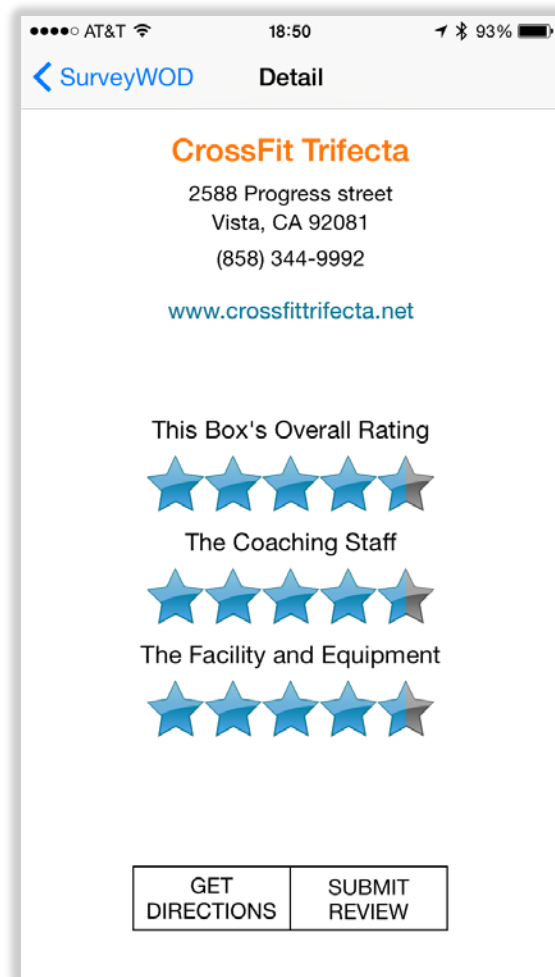 AT&T 18:50 93%
SurveyWOD Detail
CrossFit Trifecta
2588 Progress street
Vista, CA 92081
(858) 344-9992
www.crossfittrifecta.net
This Box's Overall Rating
The Coaching Staff
The Facility and Equipment
GET
DIRECTIONS
SUBMIT
REVIEW